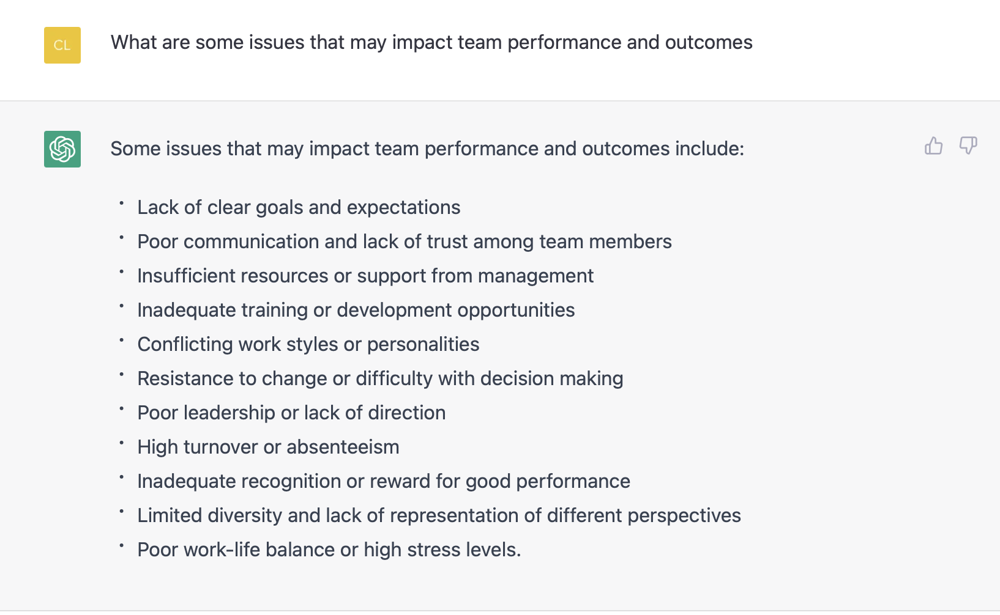 CL
What are some issues that may impact team performance and outcomes
Some issues that may impact team performance and outcomes include:
• Lack of clear goals and expectations
• Poor communication and lack of trust among team members
• Insufficient resources or support from management
• Inadequate training or development opportunities
• Conflicting work styles or personalities
• Resistance to change or difficulty with decision making
• Poor leadership or lack of direction
• High turnover or absenteeism
• Inadequate recognition or reward for good performance
• Limited diversity and lack of representation of different perspectives
• Poor work-life balance or high stress levels.